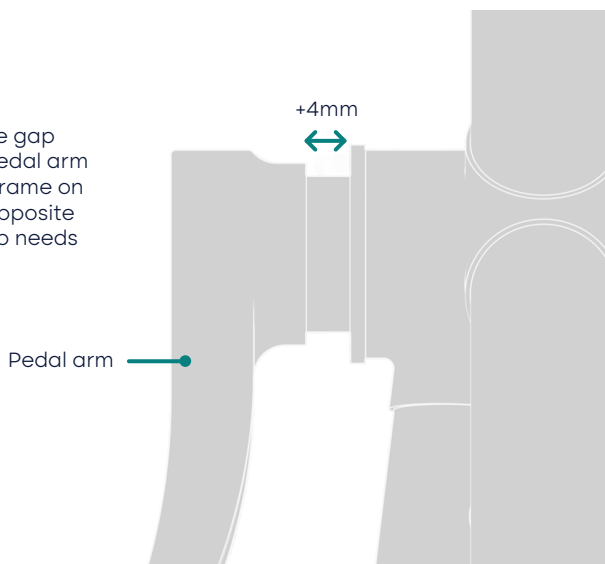 +4mm
e gap
edal arm
rame on
pposite
o needs
Pedal arm